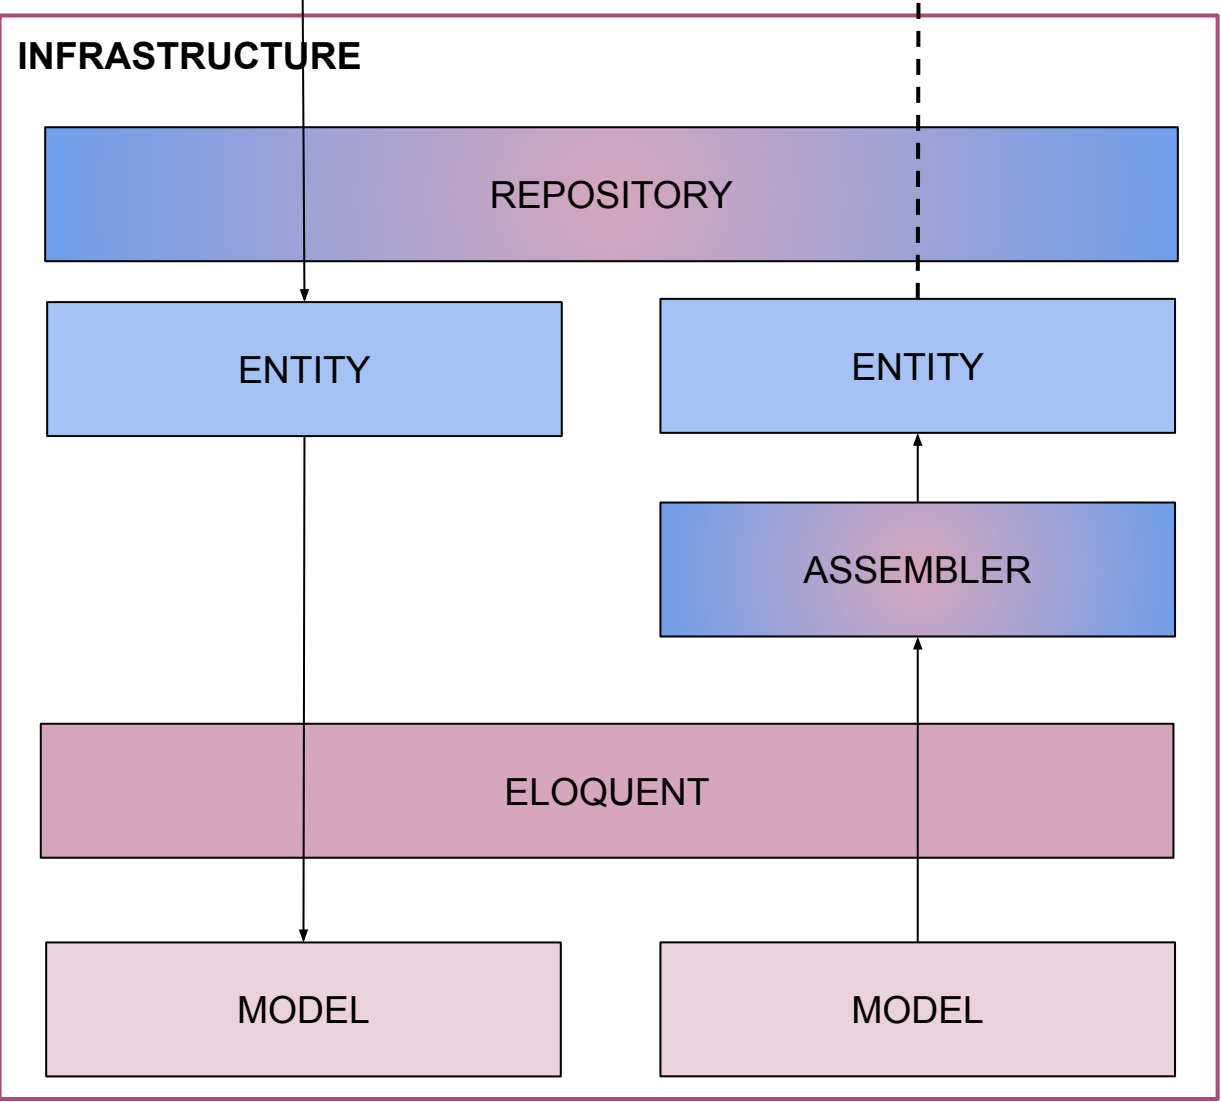 INFRASTRUCTURE
REPOSITORY
ENTITY
ENTITY
ASSEMBLER
ELOQUENT
MODEL
MODEL